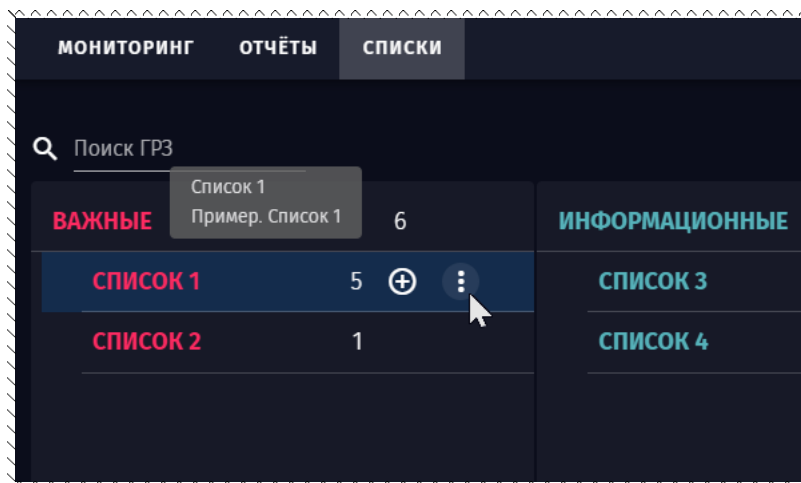 МОНИТОРИНГ ОТЧЁТЫ СПИСКИ
Поиск ГРЗ
Список 1
Пример. Список 1
ВАЖНЫЕ 6 ИНФОРМАЦИОННЫЕ
СПИСОК 1 5 СПИСОК 3
СПИСОК 2 1 СПИСОК 4